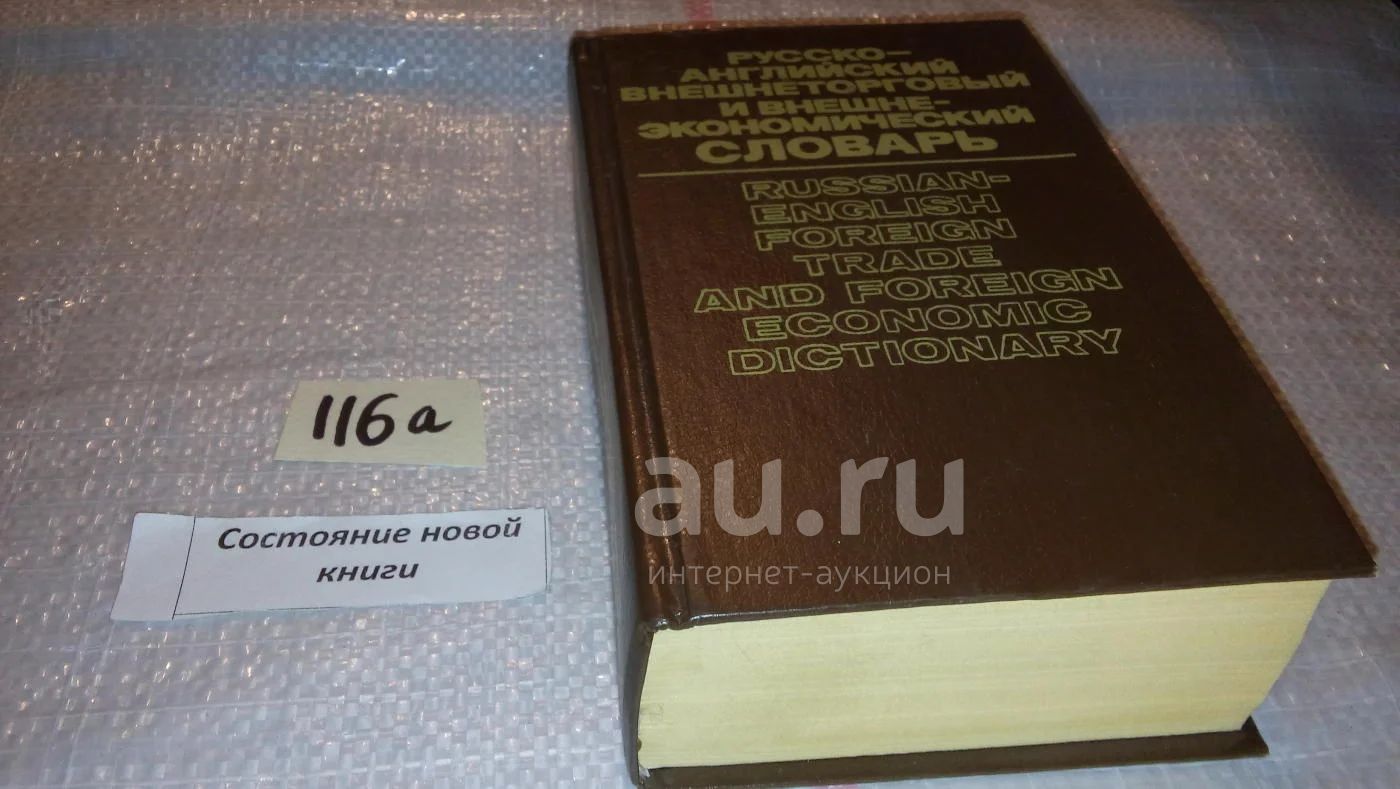 РУССКО-
АНГЛИЙСКИЙ
ВНЕШНЕТОРГОВЫЙ
И ВНЕШНЕ-
ЭКОНОМИЧЕСКИЙ
СЛОВАРЬ
RUSSIAN-
ENGLISH
FOREIGN
TRADE
AND FOREIGN
ECONOMIC
DICTIONARY
116а
Состояние новой
книги
au.ru
интернет-аукцион